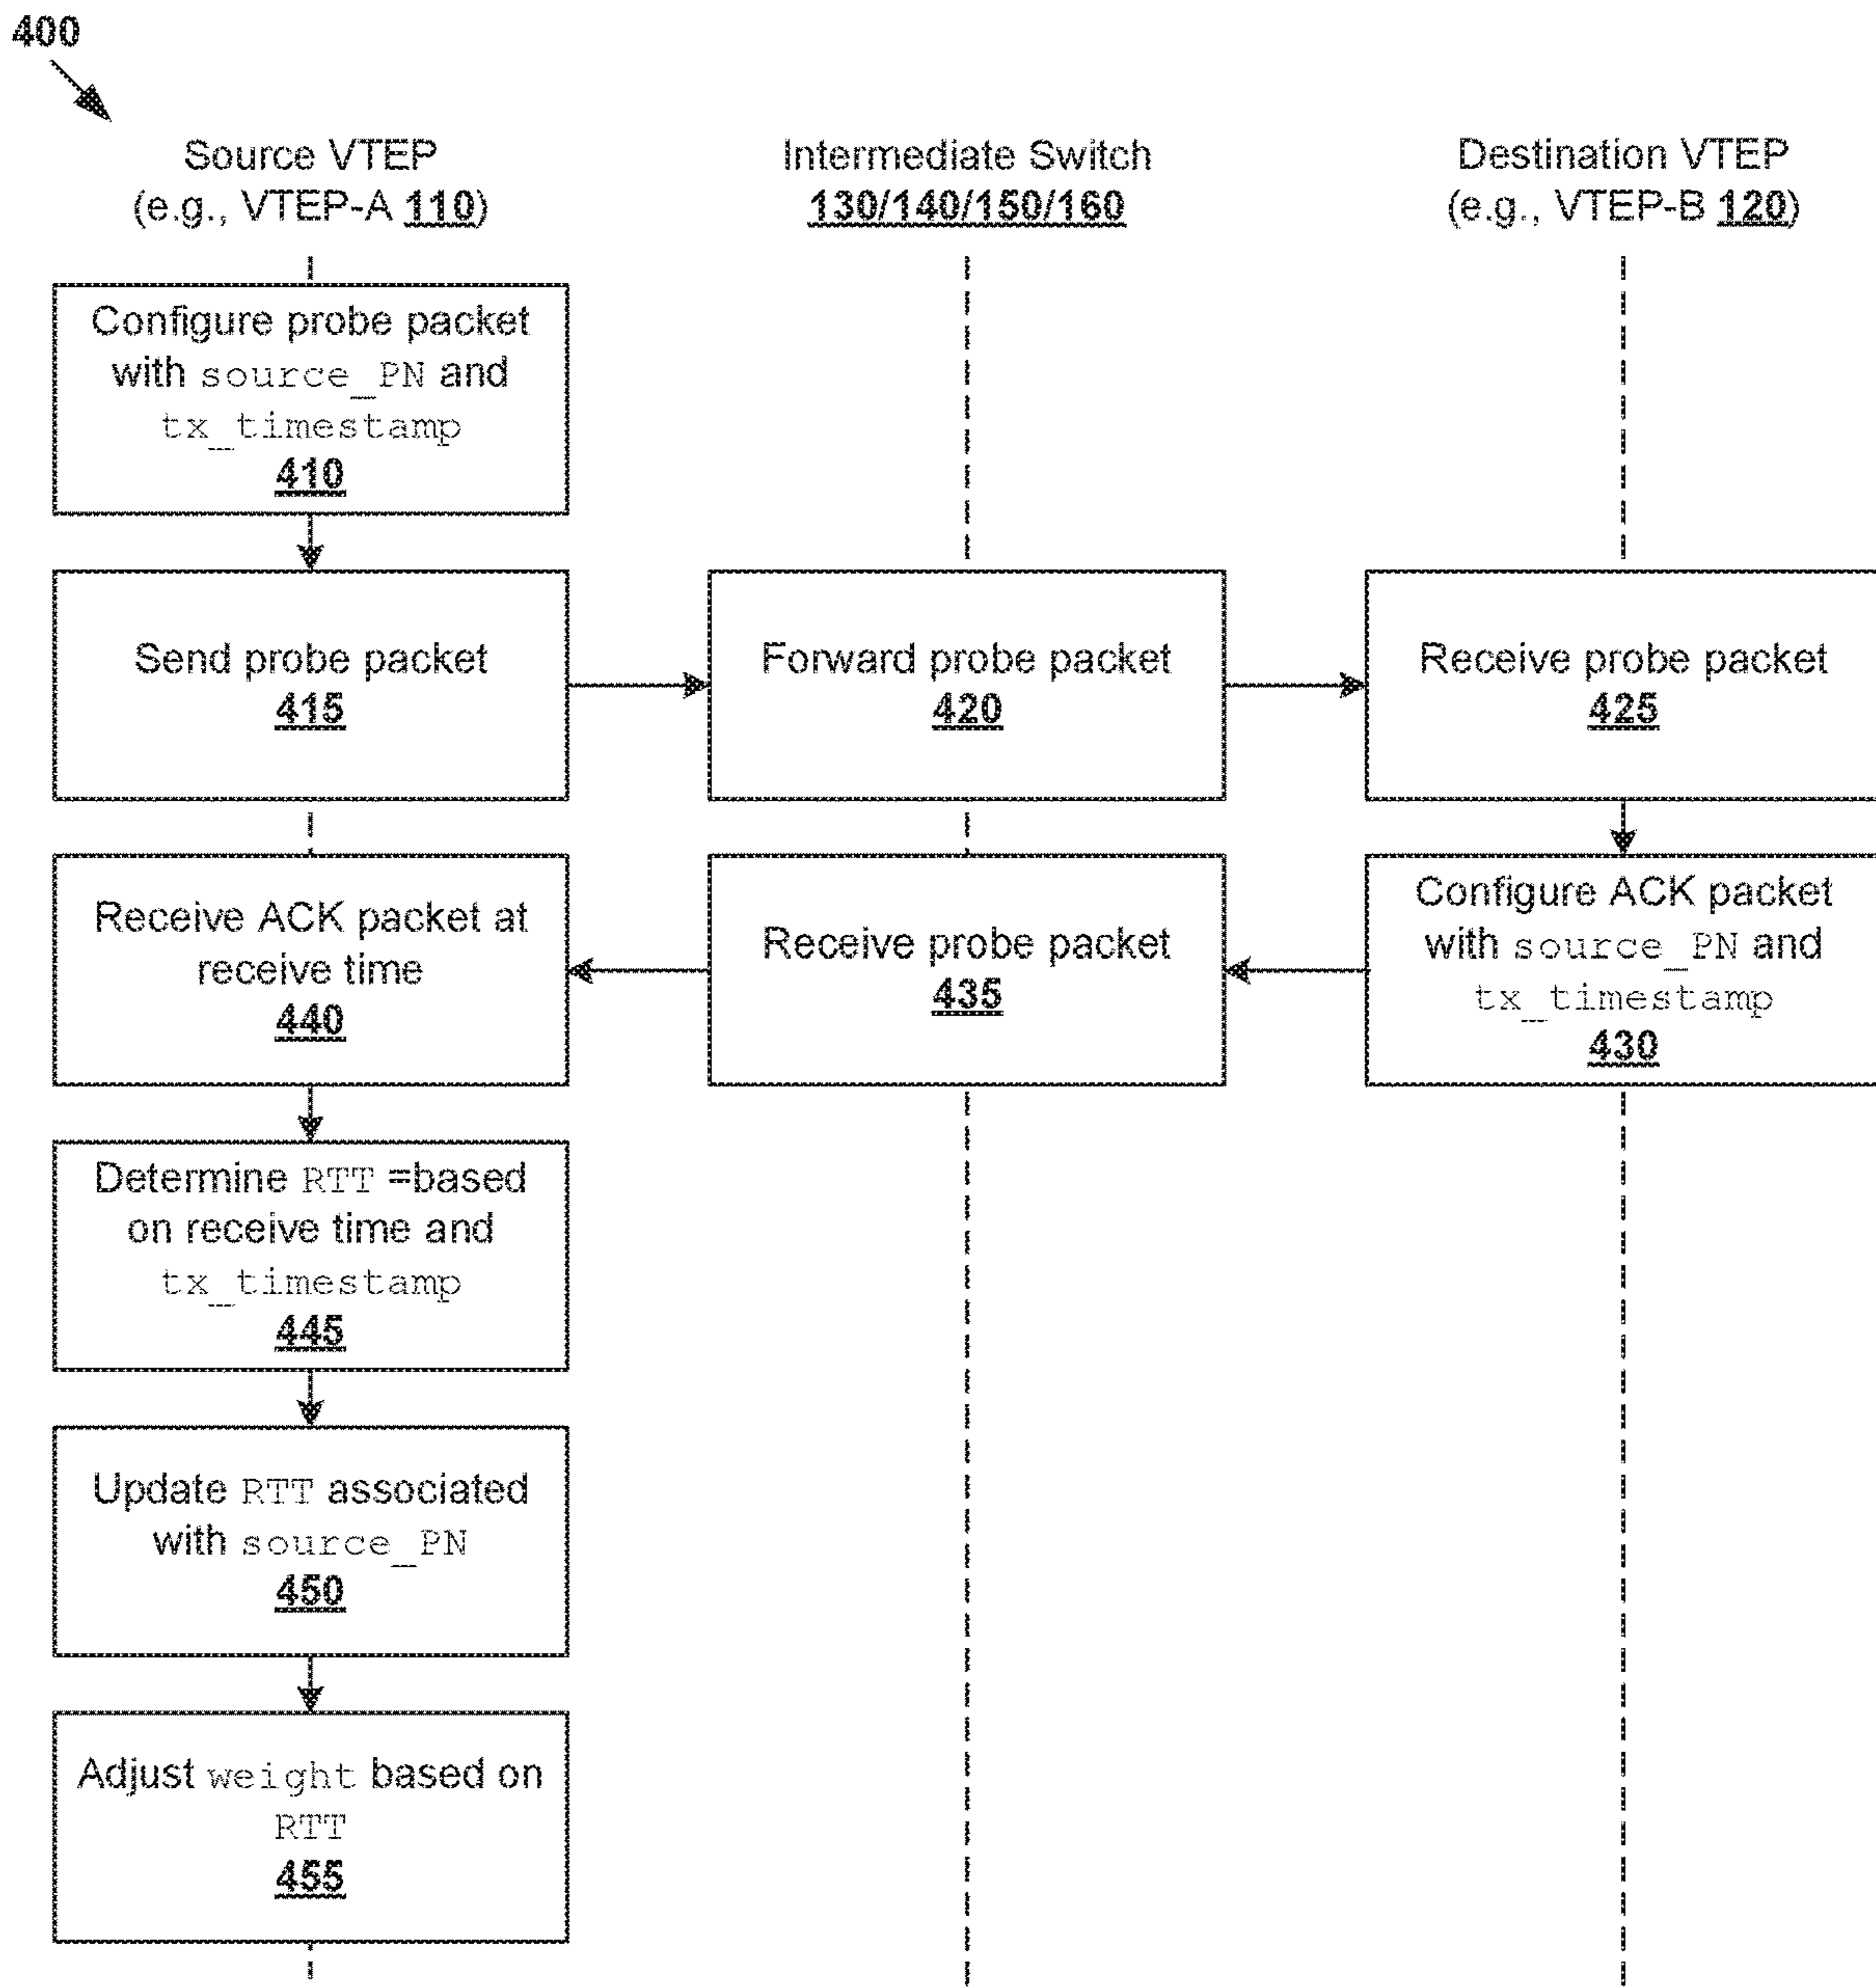 400
Source VTEP
(e.g., VTEP-A 110)
Intermediate Switch
130/140/150/160
Destination VTEP
(e.g., VTEP-B 120)
Configure probe packet
with source_PN and
tx_timestamp
410
Send probe packet
415
Forward probe packet
420
Receive probe packet
425
Configure ACK packet
with source_PN and
tx_timestamp
430
Receive probe packet
435
Receive ACK packet at
receive time
440
Determine RTT =based
on receive time and
tx_timestamp
445
Update RTT associated
with source_PN
450
Adjust weight based on
RTT
455